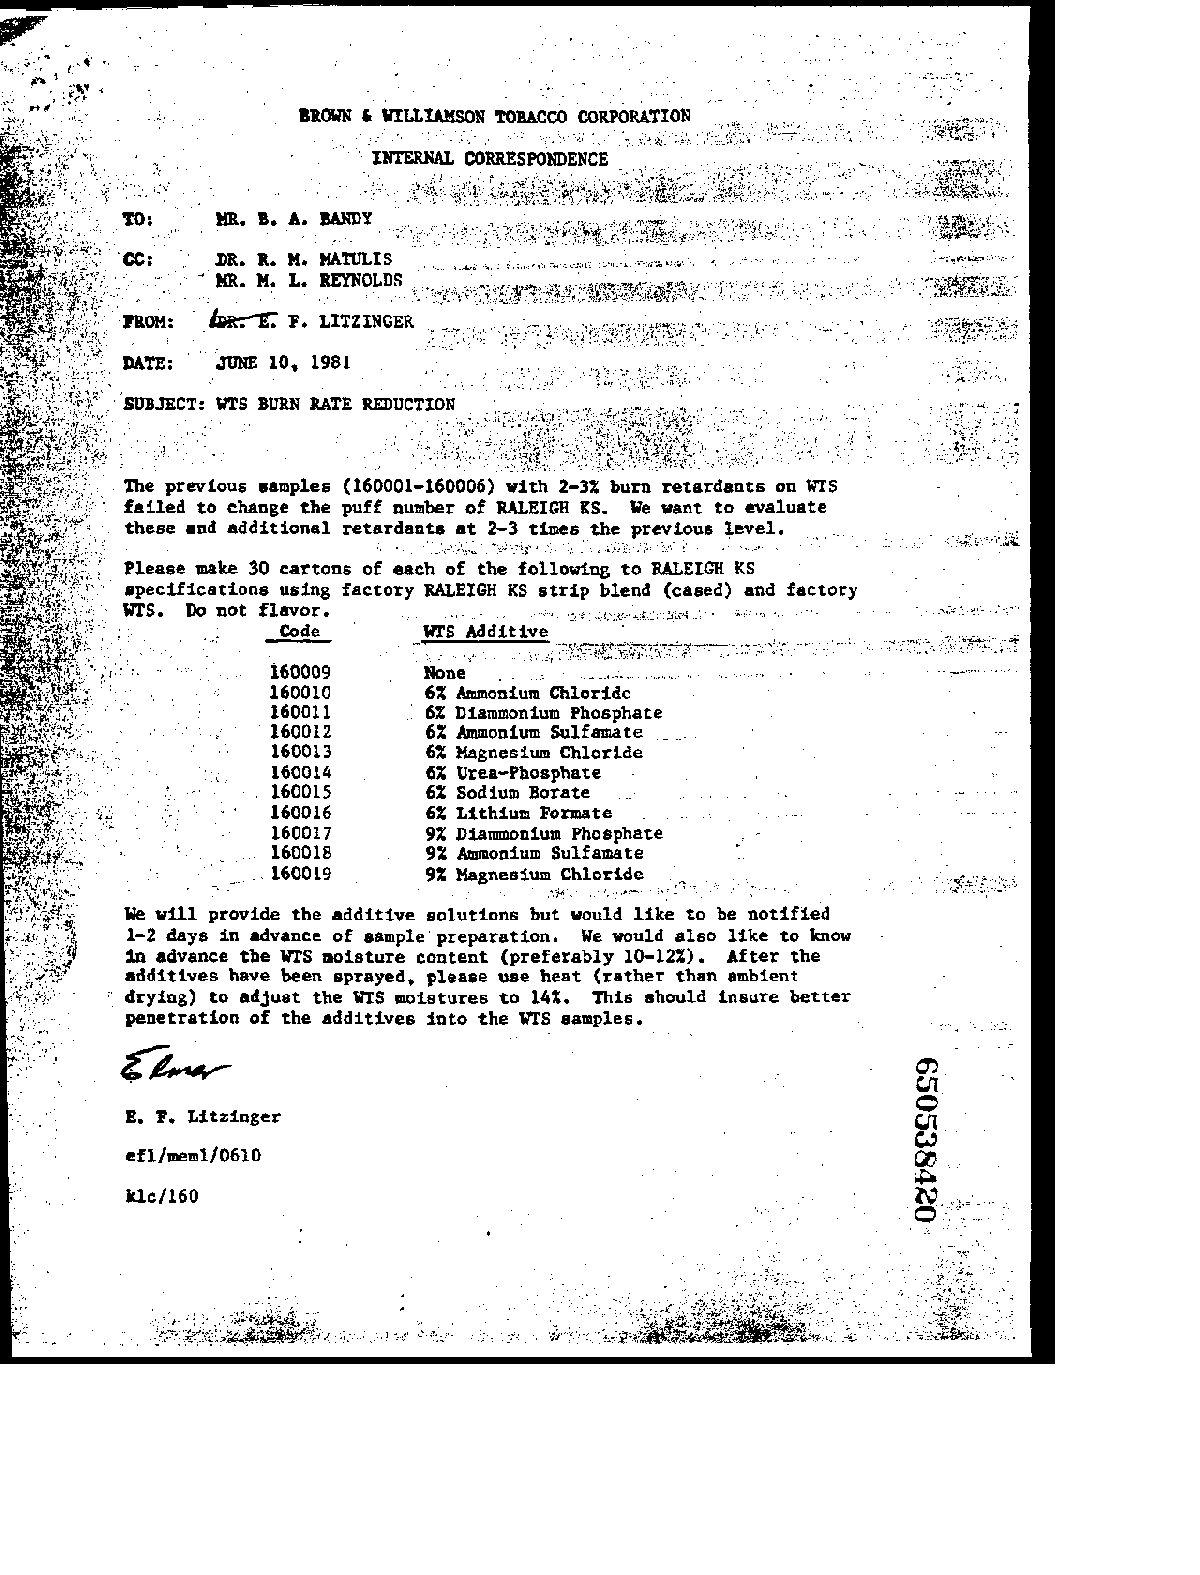 BROWN & WILLIAMSON TOBACCO CORPORATION
INTERNAL CORRESPONDENCE
TO: MR. B. A. BANDY
CC: DR. R. M. MATULIS
MR. M. L. REYNOLDS
FROM: DR. E. F. LITZINGER
DATE: JUNE 10, 1981
SUBJECT: WTS BURN RATE REDUCTION
The previous samples (160001-160006) with 2-3% burn retardants on WTS
failed to change the puff number of RALEIGH KS. We want to evaluate
these and additional retardants at 2-3 times the previous level.
Please make 30 cartons of each of the following to RALEIGH KS
specifications using factory RALEIGH KS strip blend (cased) and factory
WTS. Do not flavor.
Code WTS Additive
160009 None
160010 6% Ammonium Chloride
160011 6% Diammonium Phosphate
160012 6% Ammonium Sulfamate
160013 6% Magnesium Chloride
160014 6% Urea-Phosphate
160015 6% Sodium Borate
160016 6% Lithium Formate
160017 9% Diammonium Phosphate
160018 9% Ammonium Sulfamate
160019 9% Magnesium Chloride
We will provide the additive solutions but would like to be notified
1-2 days in advance of sample preparation. We would also like to know
in advance the WTS moisture content (preferably 10-12%). After the
additives have been sprayed, please use heat (rather than ambient
drying) to adjust the WTS moistures to 14%. This should insure better
penetration of the additives into the WTS samples.
Elmer
E. F. Litzinger
efl/meml/0610
klc/160
650538420